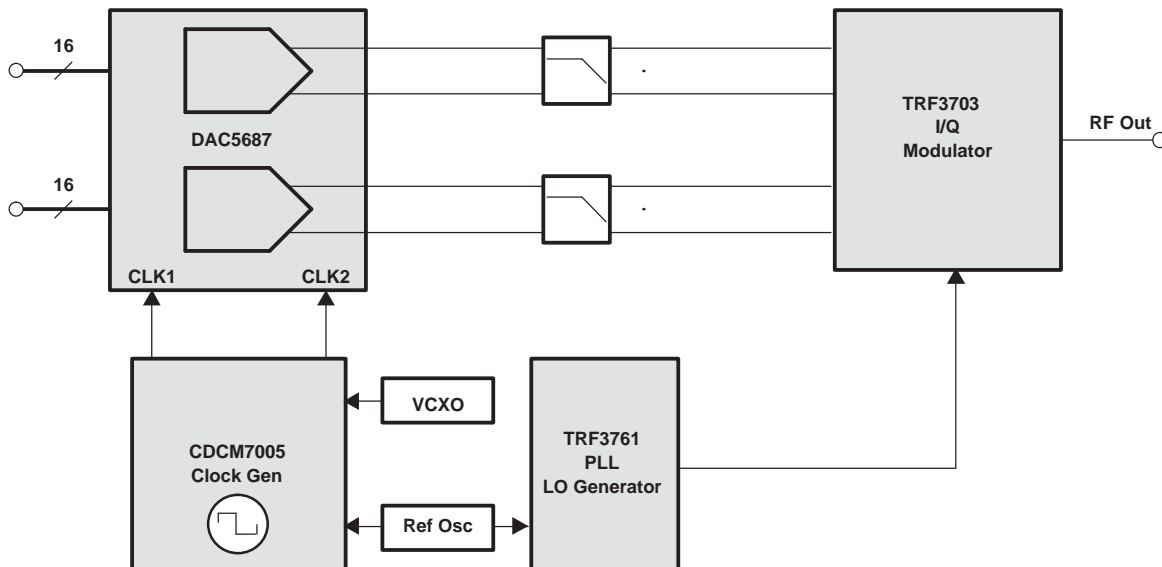 16
DAC5687
16
CLK1
CLK2
TRF3703
I/Q
Modulator
RF Out
CDCM7005
Clock Gen
VCXO
Ref Osc
TRF3761
PLL
LO Generator